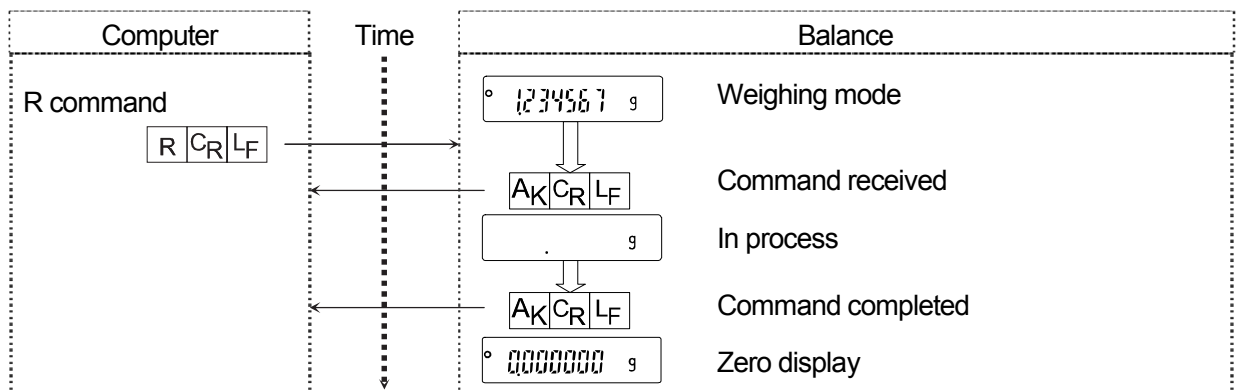 Computer Time Balance
1.234567 g Weighing mode
R command
R CR LF
AK CR LF Command received
. g In process
AK CR LF Command completed
0.000000 g Zero display